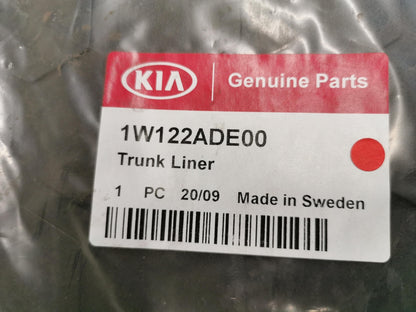 KIA Genuine Parts
1W122ADE00
Trunk Liner
1 PC 20/09 Made in Sweden